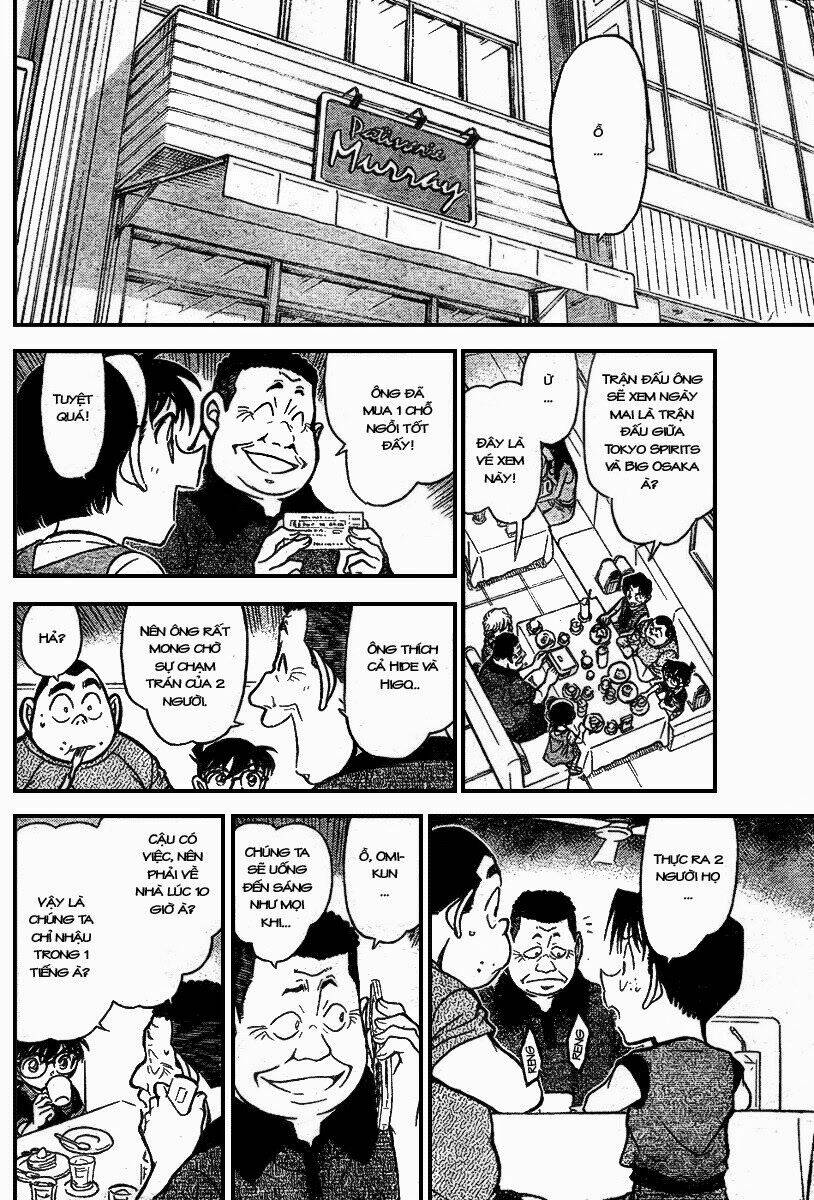 Ồ
...
Patisserie
Murray
TRẬN ĐẤU ÔNG
SẼ XEM NGÀY
MAI LÀ TRẬN
ĐẤU GIỮA
TOKYO SPIRITS
VÀ BIG OSAKA
À?
Ừ
...
ĐÂY LÀ
VÉ XEM
NÀY!
ÔNG ĐÃ
MUA 1 CHỖ
NGỒI TỐT
ĐẤY!
TUYỆT
QUÁ!
ÔNG THÍCH
CẢ HIDE VÀ
HIGO..
NÊN ÔNG RẤT
MONG CHỜ
SỰ CHẠM
TRÁN CỦA 2
NGƯỜI.
HẢ?
THỰC RA 2
NGƯỜI HỌ
...
RENG
RENG
Ồ, OMI-
KUN
...
CHÚNG TA
SẼ UỐNG
ĐẾN SÁNG
NHƯ MỌI
KHI...
CẬU CÓ
VIỆC, NÊN
PHẢI VỀ
NHÀ LÚC 10
GIỜ À?
VẬY LÀ
CHÚNG TA
CHỈ NHẬU
TRONG 1
TIẾNG À?